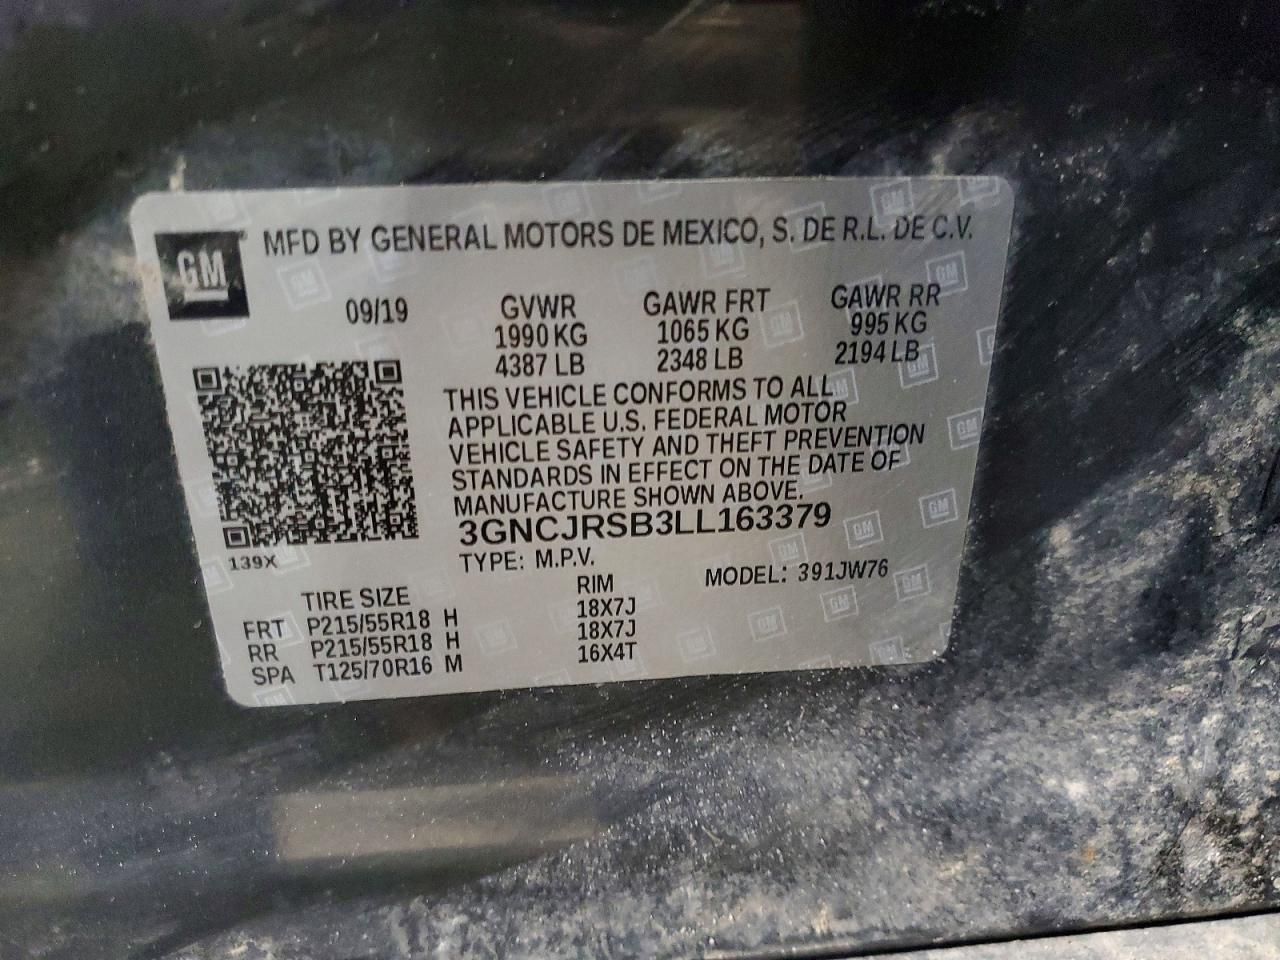 GM MFD BY GENERAL MOTORS DE MEXICO, S. DE R.L. DE C.V.
09/19 GVWR GAWR FRT GAWR RR
1990 KG 1065 KG 995 KG
4387 LB 2348 LB 2194 LB
THIS VEHICLE CONFORMS TO ALL
APPLICABLE U.S. FEDERAL MOTOR
VEHICLE SAFETY AND THEFT PREVENTION
STANDARDS IN EFFECT ON THE DATE OF
MANUFACTURE SHOWN ABOVE.
3GNCJRSB3LL163379
139X TYPE: M.P.V. MODEL: 391JW76
TIRE SIZE RIM
FRT P215/55R18 H 18X7J
RR P215/55R18 H 18X7J
SPA T125/70R16 M 16X4T